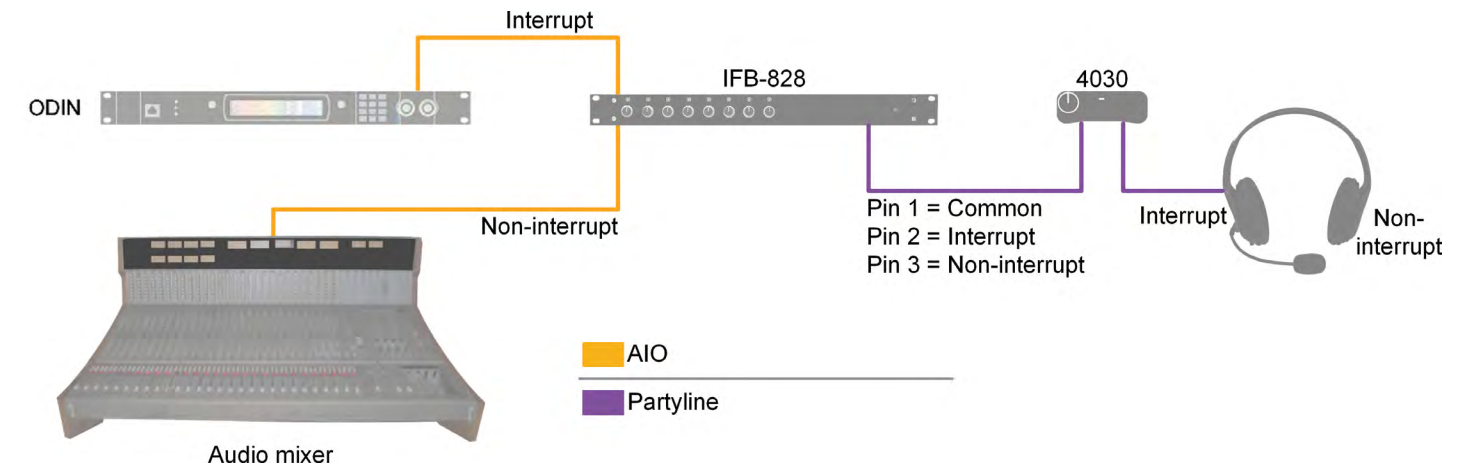 Interrupt
ODIN
IFB-828
4030
Non-interrupt
Pin 1 = Common
Pin 2 = Interrupt
Pin 3 = Non-interrupt
Interrupt
Non-
interrupt
AIO
Partyline
Audio mixer